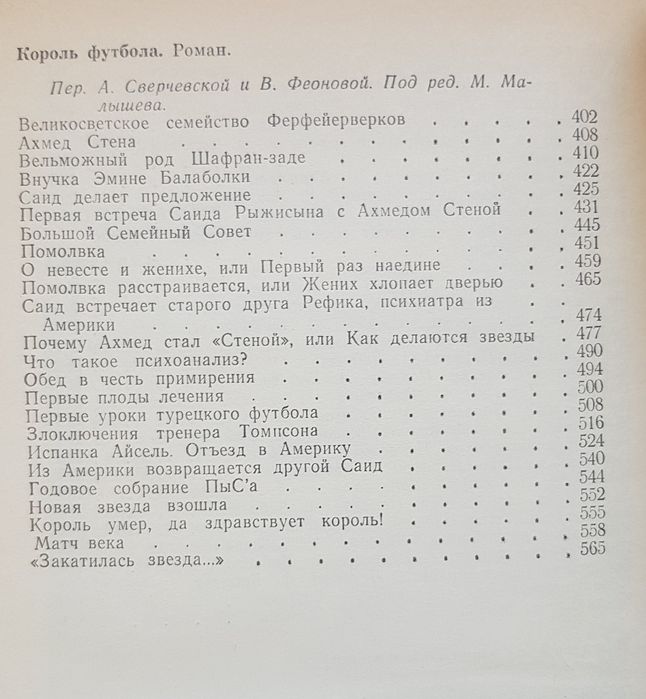 Король футбола. Роман.
Пер. А. Сверчевской и В. Феоновой. Под ред. М. Ма-
лышева.
Великосветское семейство Ферфейерверков . . . . . 402
Ахмед Стена . . . . . . . . . . . . 408
Вельможный род Шафран-заде . . . . . . . 410
Внучка Эмине Балаболки . . . . . . . . . 422
Саид делает предложение . . . . . . . . . 425
Первая встреча Саида Рыжисына с Ахмедом Стеной . . 431
Большой Семейный Совет . . . . . . . . . 445
Помолвка . . . . . . . . . . . . . 451
О невесте и женихе, или Первый раз наедине . . . . 459
Помолвка расстраивается, или Жених хлопает дверью . . 465
Саид встречает старого друга Рефика, психиатра из . .
Америки . . . . . . . . . . . . 474
Почему Ахмед стал «Стеной», или Как делаются звезды . 477
Что такое психоанализ? . . . . . . . . . 490
Обед в честь примирения . . . . . . . . . 494
Первые плоды лечения . . . . . . . . . . 500
Первые уроки турецкого футбола . . . . . . . 508
Злоключения тренера Томпсона . . . . . . . 516
Испанка Айсель. Отъезд в Америку . . . . . . 524
Из Америки возвращается другой Саид . . . . . 540
Годовое собрание ПыС'а . . . . . . . . . 544
Новая звезда взошла . . . . . . . . . . 552
Король умер, да здравствует король! . . . . . 555
Матч века . . . . . . . . . . . . 558
«Закатилась звезда...» . . . . . . . . . . 565